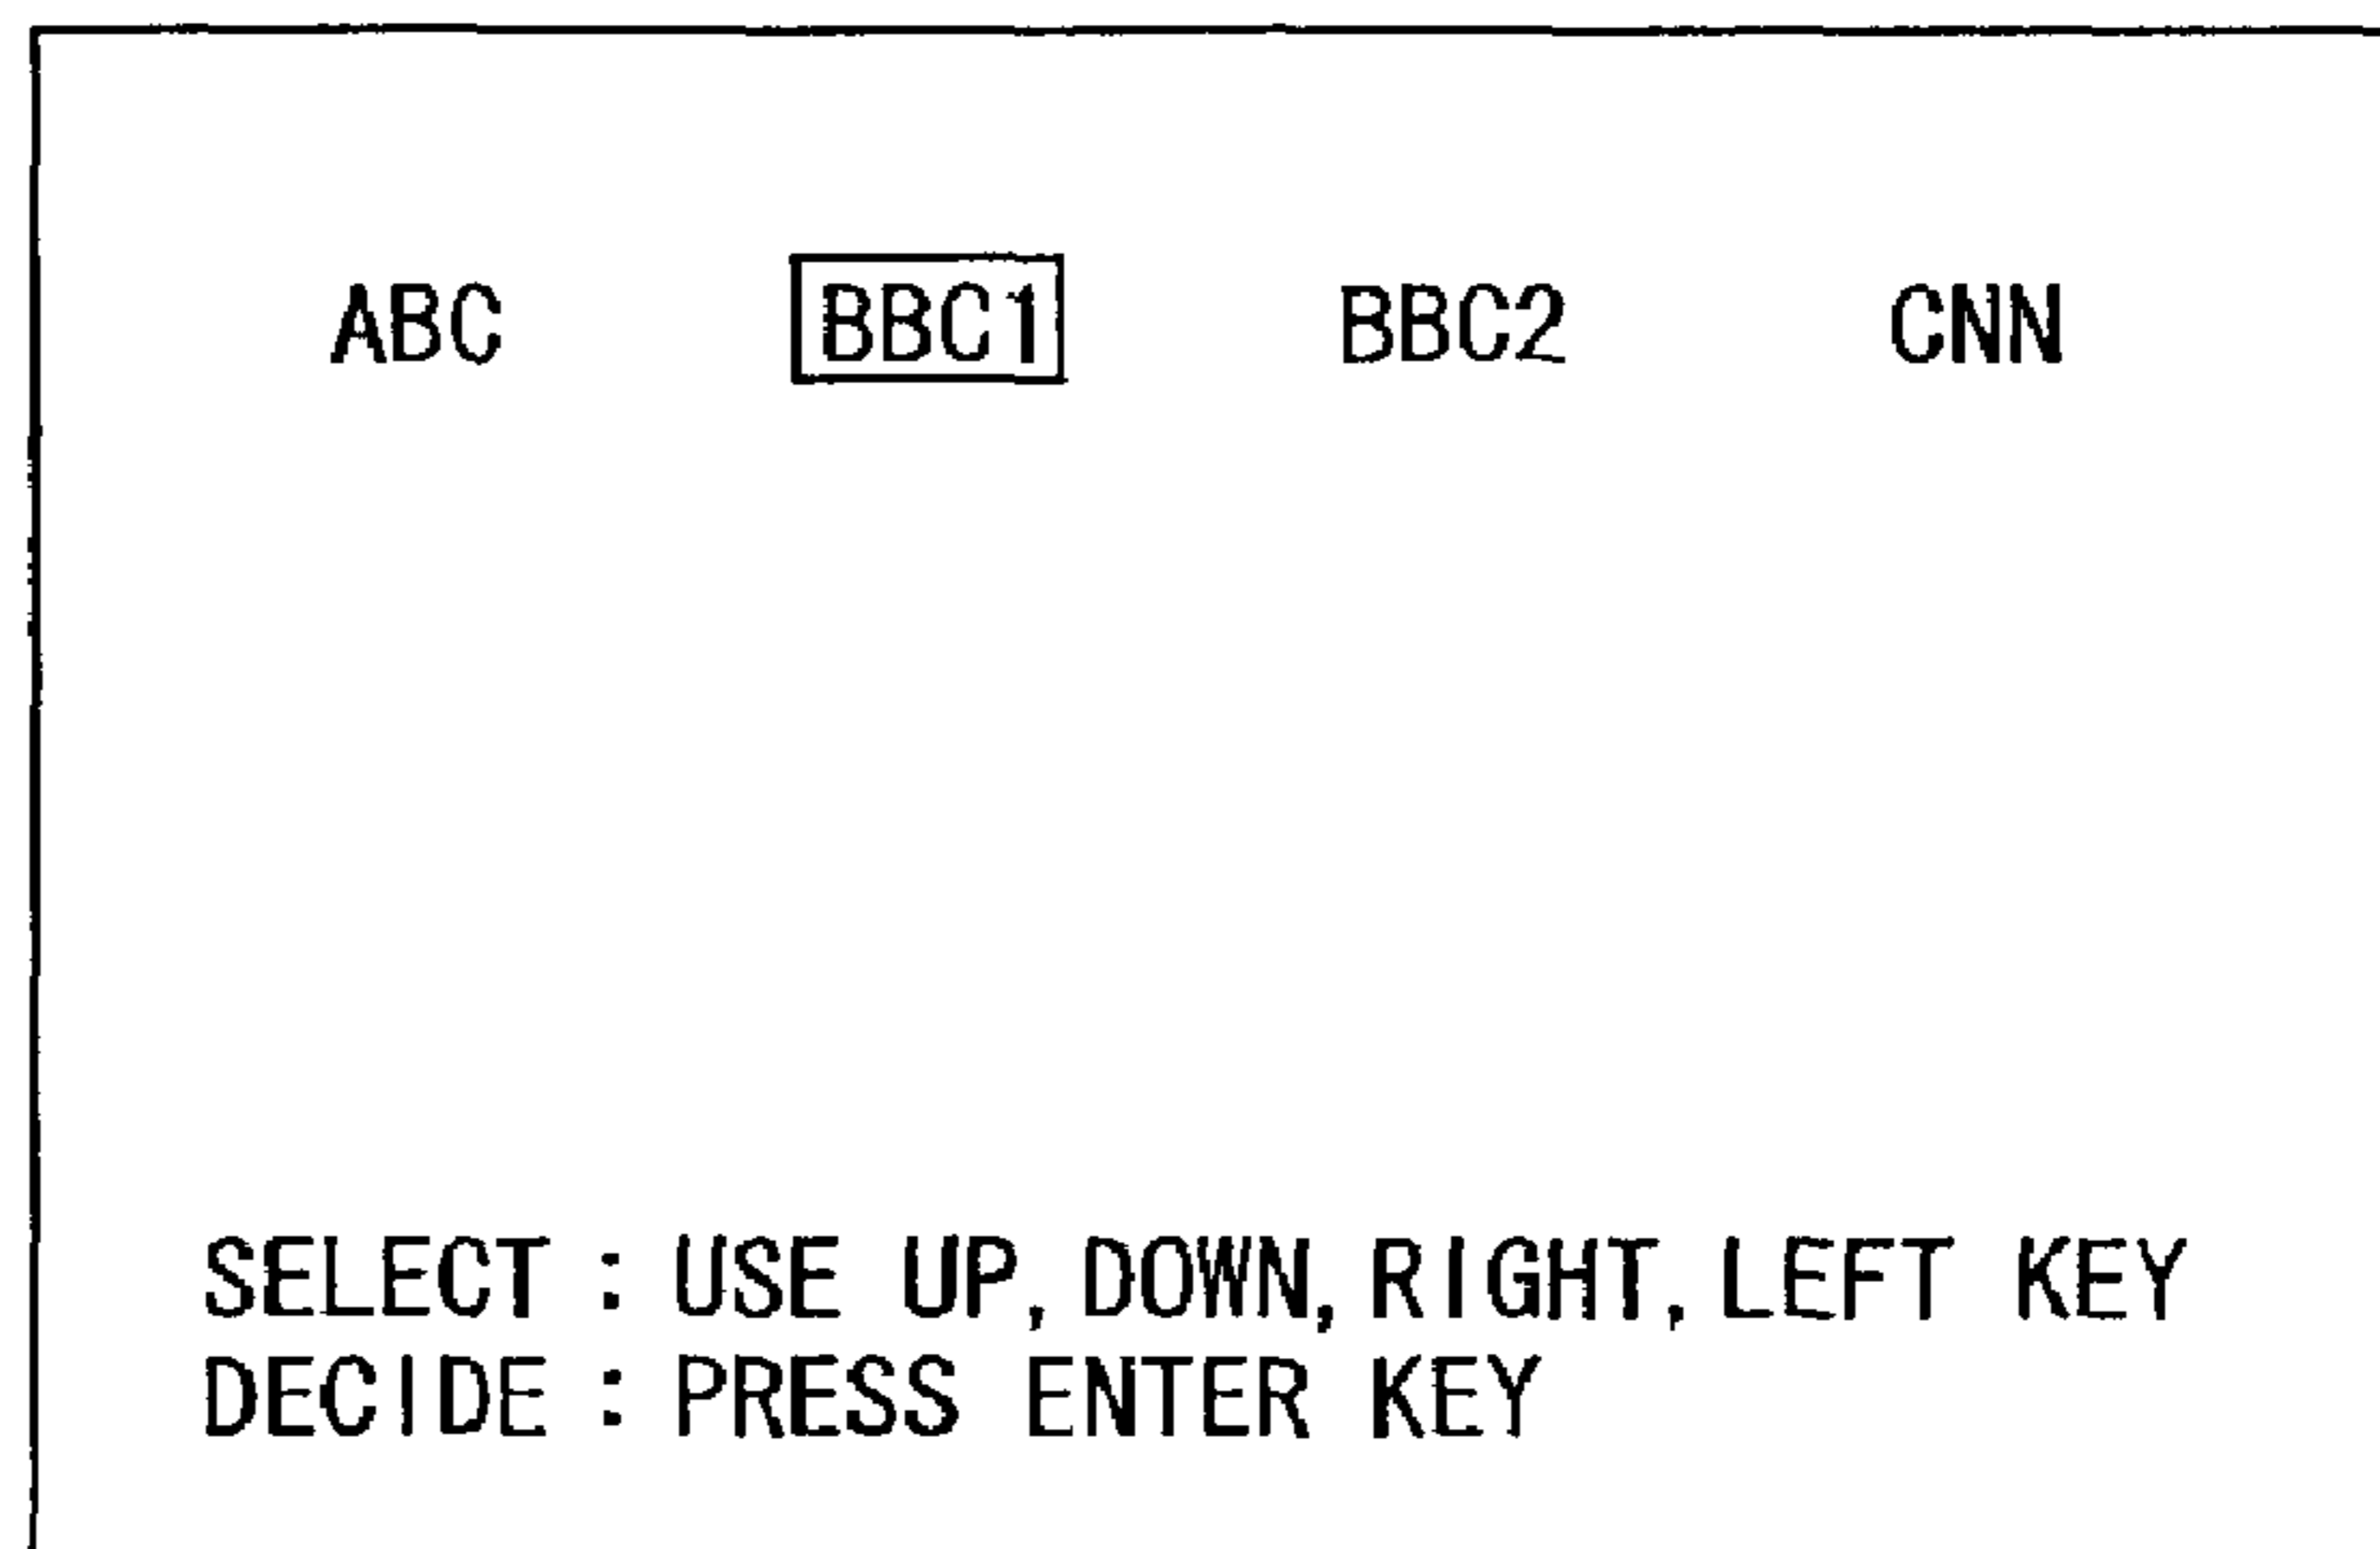 ABC BBC1 BBC2 CNN
SELECT : USE UP,DOWN,RIGHT,LEFT KEY
DECIDE : PRESS ENTER KEY